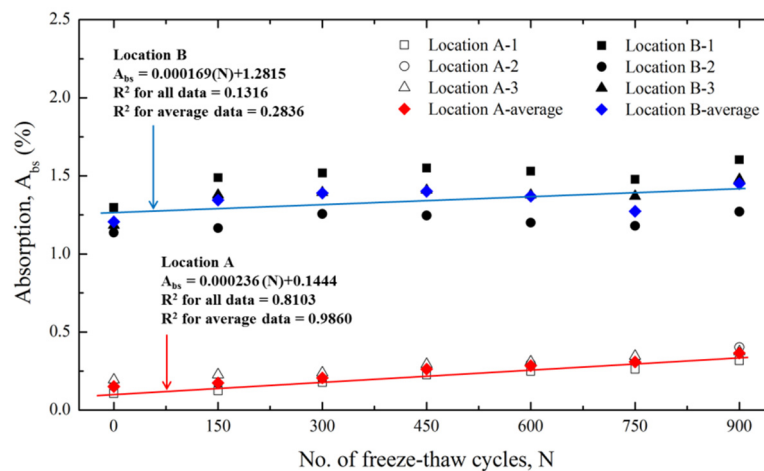 2.5
2.0
1.5
1.0
0.5
0.0
Absorption, A_bs (%)
Location B
A_bs = 0.000169(N)+1.2815
R² for all data = 0.1316
R² for average data = 0.2836
Location A-1
Location A-2
Location A-3
Location A-average
Location B-1
Location B-2
Location B-3
Location B-average
Location A
A_bs = 0.000236 (N)+0.1444
R² for all data = 0.8103
R² for average data = 0.9860
0 150 300 450 600 750 900
No. of freeze-thaw cycles, N